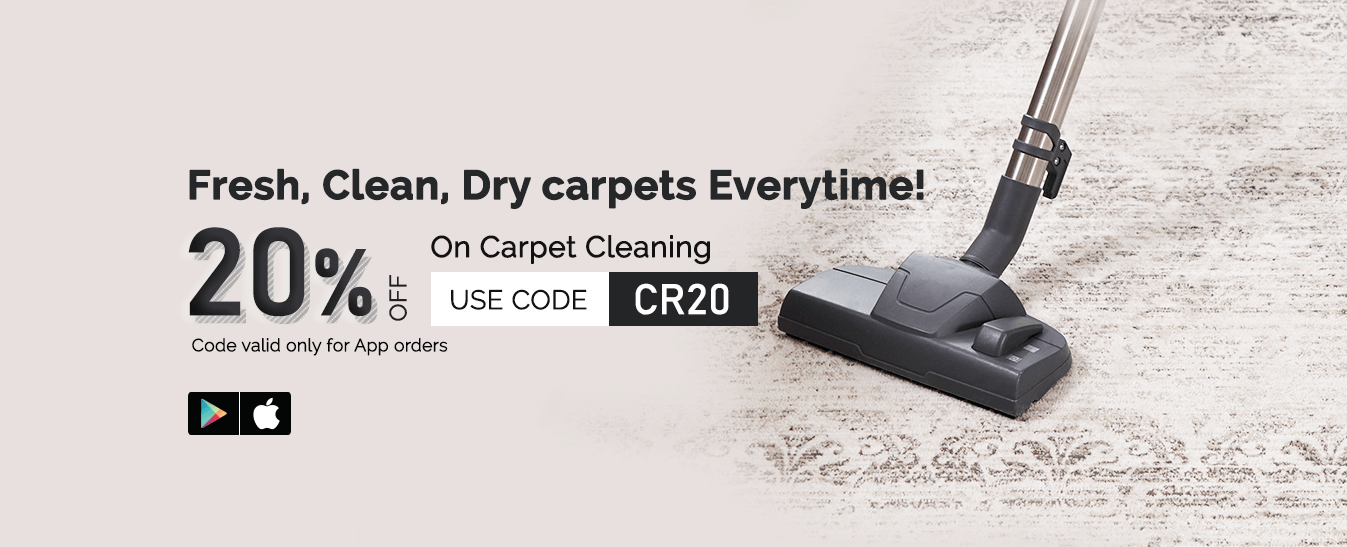 Fresh, Clean, Dry carpets Everytime!
20% OFF
On Carpet Cleaning
USE CODE CR20
Code valid only for App orders